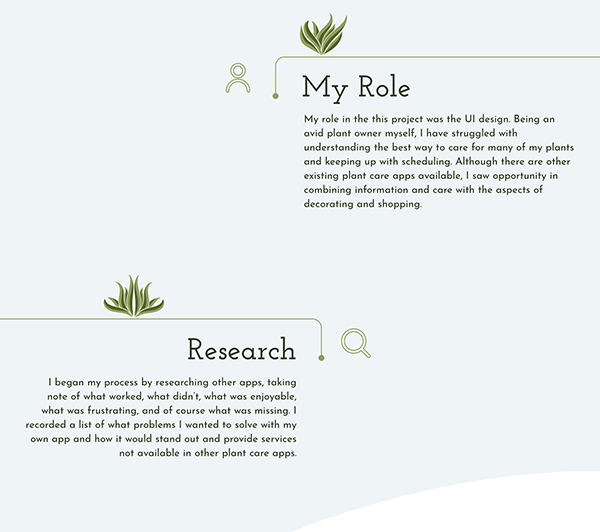 My Role
My role in the this project was the UI design. Being an
avid plant owner myself, I have struggled with
understanding the best way to care for many of my plants
and keeping up with scheduling. Although there are other
existing plant care apps available, I saw opportunity in
combining information and care with the aspects of
decorating and shopping.
Research
I began my process by researching other apps, taking
note of what worked, what didn't, what was enjoyable,
what was frustrating, and of course what was missing. I
recorded a list of what problems I wanted to solve with my
own app and how it would stand out and provide services
not available in other plant care apps.